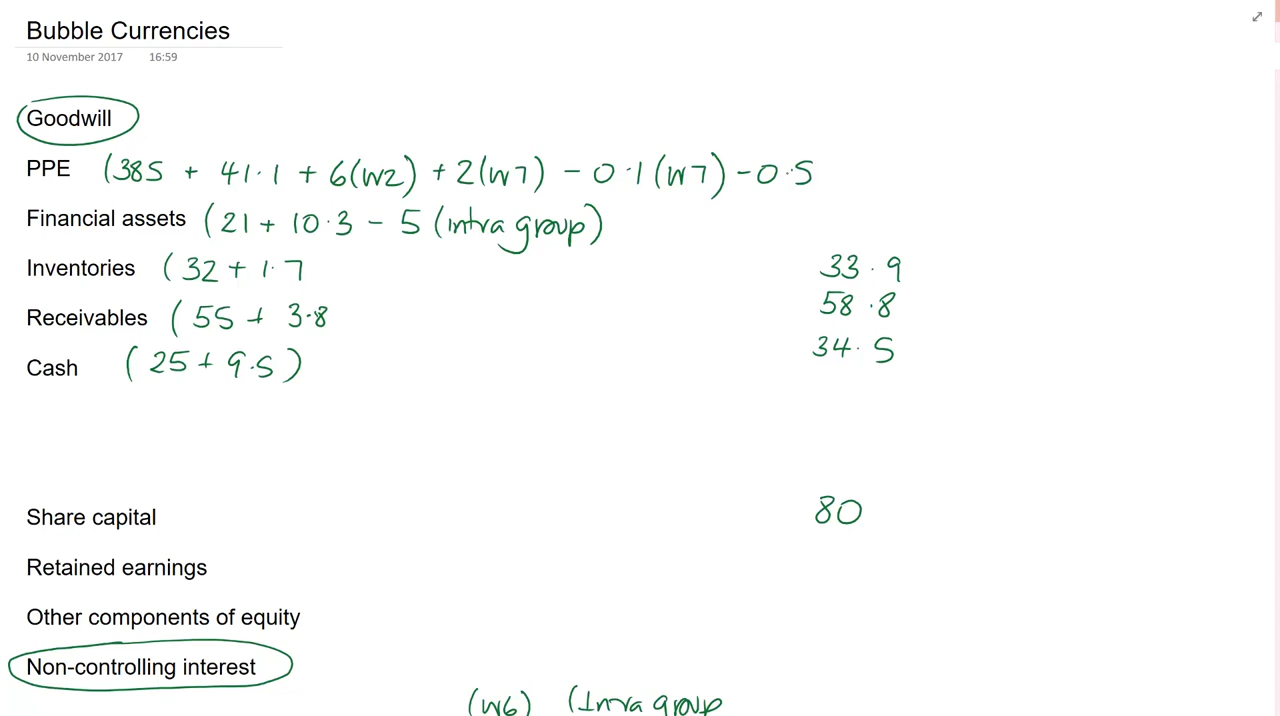 Bubble Currencies
10 November 2017 16:59
Goodwill
PPE (385 + 41.1 + 6(W2) + 2(W7) - 0.1(W7) - 0.5
Financial assets (21 + 10.3 - 5 (intra group)
Inventories (32 + 1.7 33.9
Receivables (55 + 3.8 58.8
Cash (25 + 9.5) 34.5
Share capital 80
Retained earnings
Other components of equity
Non-controlling interest
(W6) (Intra group